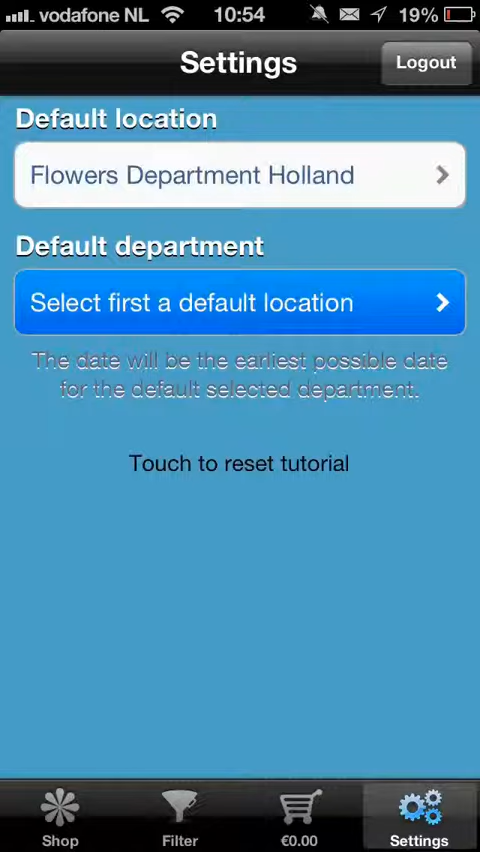 vodafone NL 10:54 19%
Settings
Logout
Default location
Flowers Department Holland
Default department
Select first a default location
The date will be the earliest possible date
for the default selected department.
Touch to reset tutorial
Shop Filter €0.00 Settings